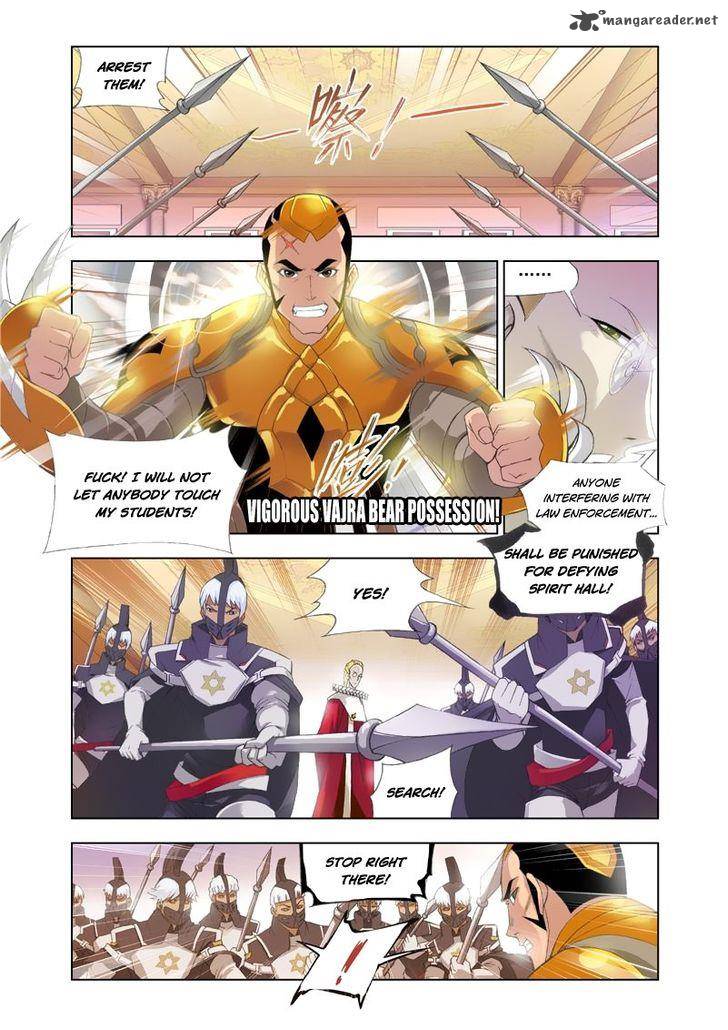 mangareader.net
ARREST
THEM!
嚓!
......
FUCK! I WILL NOT
LET ANYBODY TOUCH
MY STUDENTS!
VIGOROUS VAJRA BEAR POSSESSION!
ANYONE
INTERFERING WITH
LAW ENFORCEMENT...
SHALL BE PUNISHED
FOR DEFYING
SPIRIT HALL!
YES!
SEARCH!
STOP RIGHT
THERE!
!